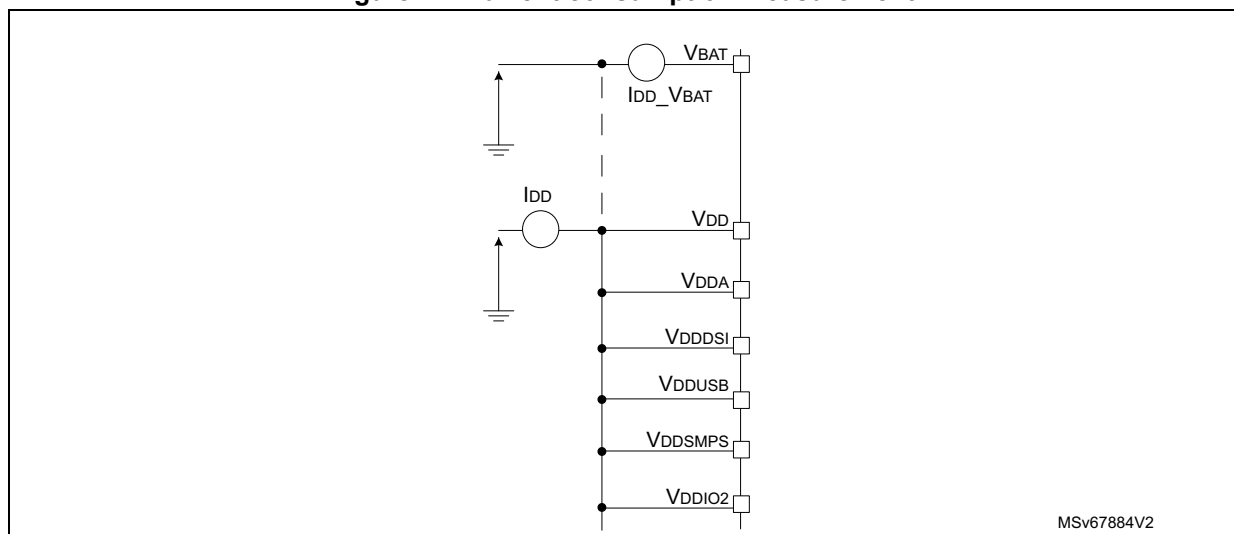 VBAT
IDD_VBAT
IDD
VDD
VDDA
VDDDSI
VDDUSB
VDDSMPS
VDDIO2
MSv67884V2